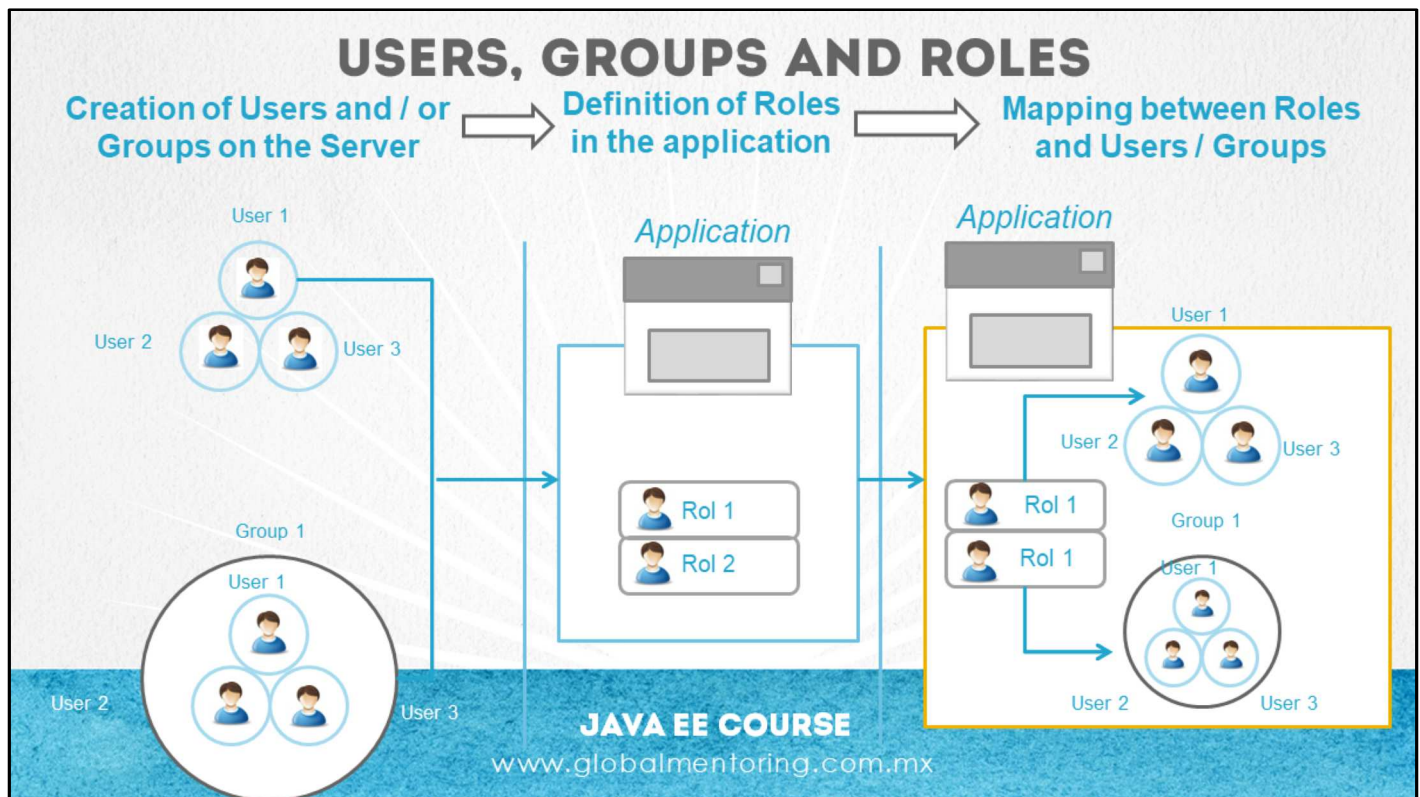 USERS, GROUPS AND ROLES
Creation of Users and / or
Groups on the Server
Definition of Roles
in the application
Mapping between Roles
and Users / Groups
User 1
User 2
User 3
Group 1
User 1
User 2
User 3
Application
Rol 1
Rol 2
Application
User 1
User 2
User 3
Rol 1
Rol 1
Group 1
User 1
User 2
User 3
JAVA EE COURSE
www.globalmentoring.com.mx